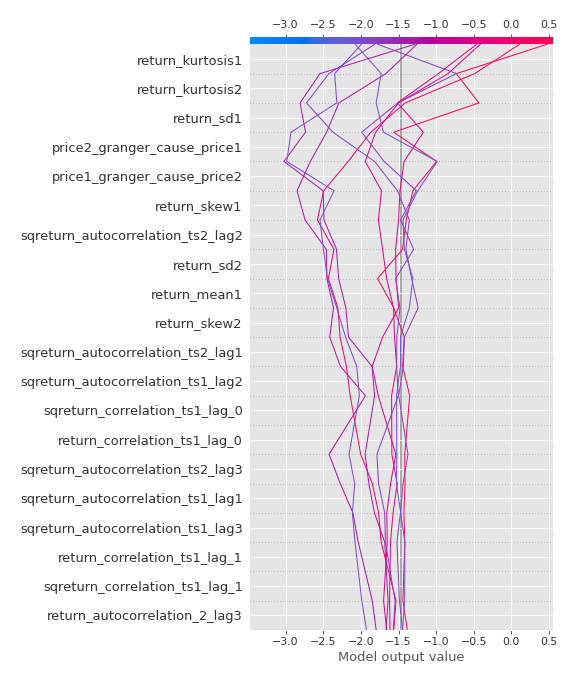 −3.0 −2.5 −2.0 −1.5 −1.0 −0.5 0.0 0.5
return_kurtosis1
return_kurtosis2
return_sd1
price2_granger_cause_price1
price1_granger_cause_price2
return_skew1
sqreturn_autocorrelation_ts2_lag2
return_sd2
return_mean1
return_skew2
sqreturn_autocorrelation_ts2_lag1
sqreturn_autocorrelation_ts1_lag2
sqreturn_correlation_ts1_lag_0
return_correlation_ts1_lag_0
sqreturn_autocorrelation_ts2_lag3
sqreturn_autocorrelation_ts1_lag1
sqreturn_autocorrelation_ts1_lag3
return_correlation_ts1_lag_1
sqreturn_correlation_ts1_lag_1
return_autocorrelation_2_lag3
−3.0 −2.5 −2.0 −1.5 −1.0 −0.5 0.0 0.5
Model output value